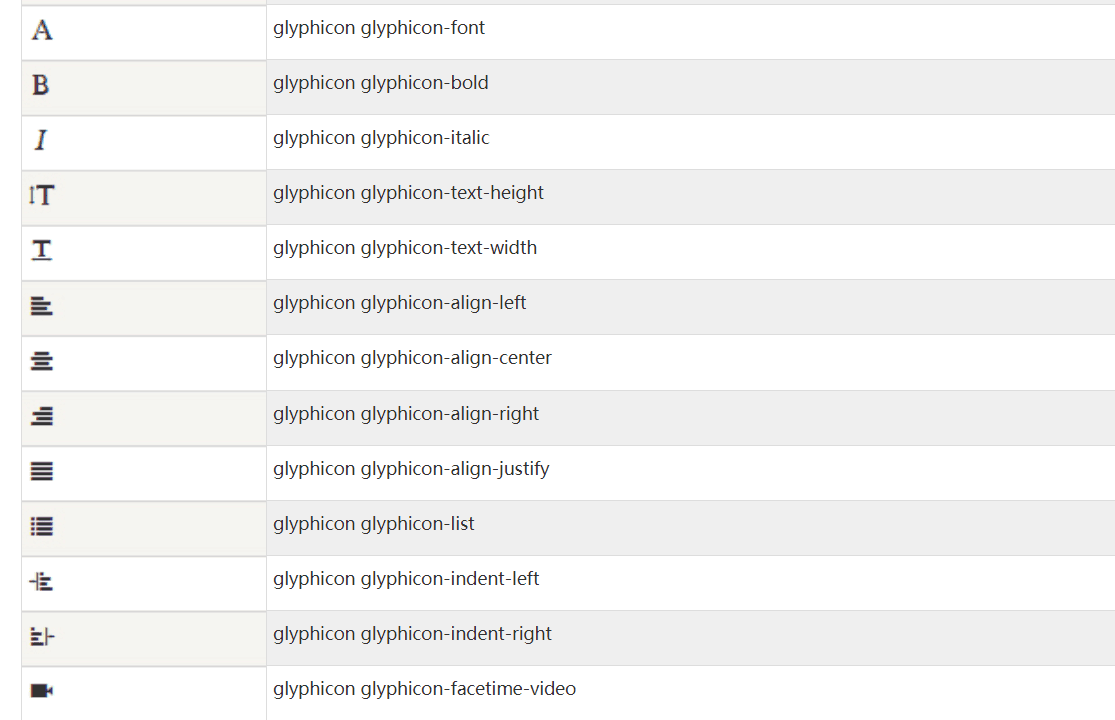 glyphicon glyphicon-font
glyphicon glyphicon-bold
glyphicon glyphicon-italic
glyphicon glyphicon-text-height
glyphicon glyphicon-text-width
glyphicon glyphicon-align-left
glyphicon glyphicon-align-center
glyphicon glyphicon-align-right
glyphicon glyphicon-align-justify
glyphicon glyphicon-list
glyphicon glyphicon-indent-left
glyphicon glyphicon-indent-right
glyphicon glyphicon-facetime-video